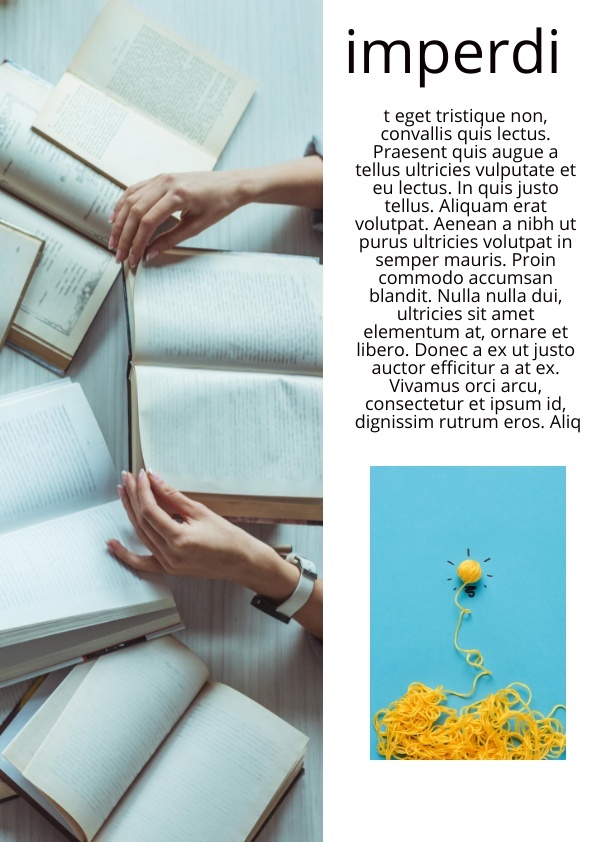 imperdi
t eget tristique non,
convallis quis lectus.
Praesent quis augue a
tellus ultricies vulputate et
eu lectus. In quis justo
tellus. Aliquam erat
volutpat. Aenean a nibh ut
purus ultricies volutpat in
semper mauris. Proin
commodo accumsan
blandit. Nulla nulla dui,
ultricies sit amet
elementum at, ornare et
libero. Donec a ex ut justo
auctor efficitur a at ex.
Vivamus orci arcu,
consectetur et ipsum id,
dignissim rutrum eros. Aliq